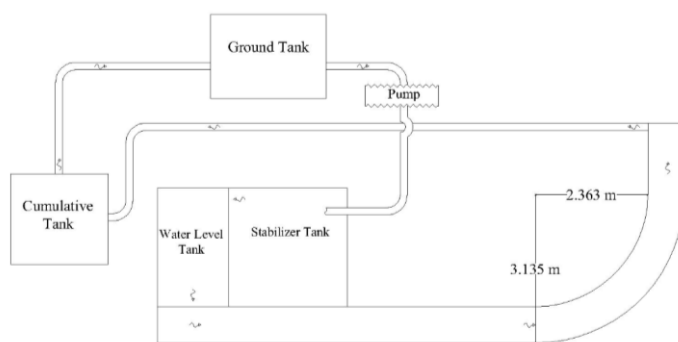 Ground Tank
Pump
Cumulative
Tank
Water Level
Tank
Stabilizer Tank
2.363 m
3.135 m